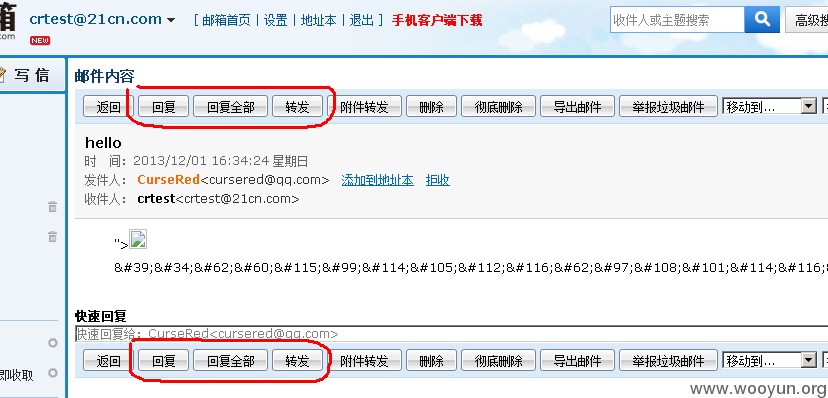 箱 crtest@21cn.com [ 邮箱首页 | 设置 | 地址本 | 退出 ] 手机客户端下载 收件人或主题搜索 高级搜
.com NEW
写信 邮件内容
返回 回复 回复全部 转发 附件转发 删除 彻底删除 导出邮件 举报垃圾邮件 移动到...
hello
时 间：2013/12/01 16:34:24 星期日
发件人： CurseRed<cursered@qq.com> 添加到地址本 拒收
收件人： crtest<crtest@21cn.com>
">
&#39;&#34;&#62;&#60;&#115;&#99;&#114;&#105;&#112;&#116;&#62;&#97;&#108;&#101;&#114;&#116;&
快速回复
快速回复给：CurseRed<cursered@qq.com>
返回 回复 回复全部 转发 附件转发 删除 彻底删除 导出邮件 举报垃圾邮件 移动到...
即收取
www.wooyun.org